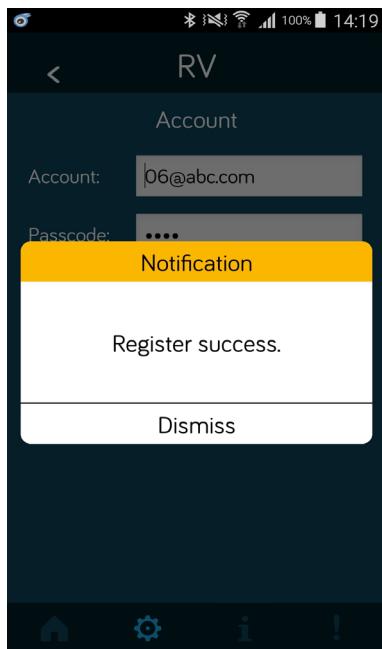 100% 14:19
< RV
Account
Account: 06@abc.com
Passcode: ••••
Notification
Register success.
Dismiss